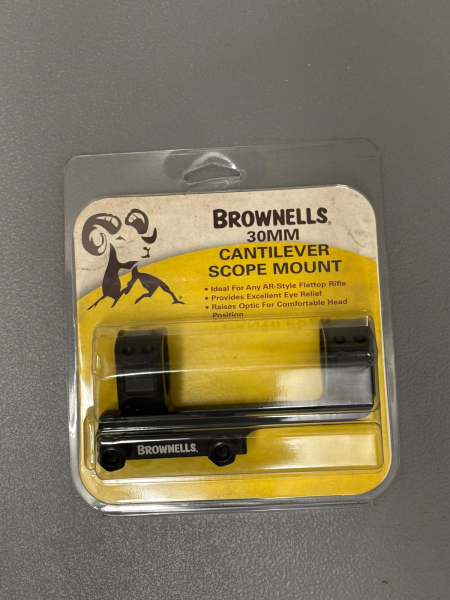 BROWNELLS®
30MM
CANTILEVER
SCOPE MOUNT
• Ideal For Any AR-Style Flattop Rifle
• Provides Excellent Eye Relief
• Raises Optic For Comfortable Head
Position
BROWNELLS.